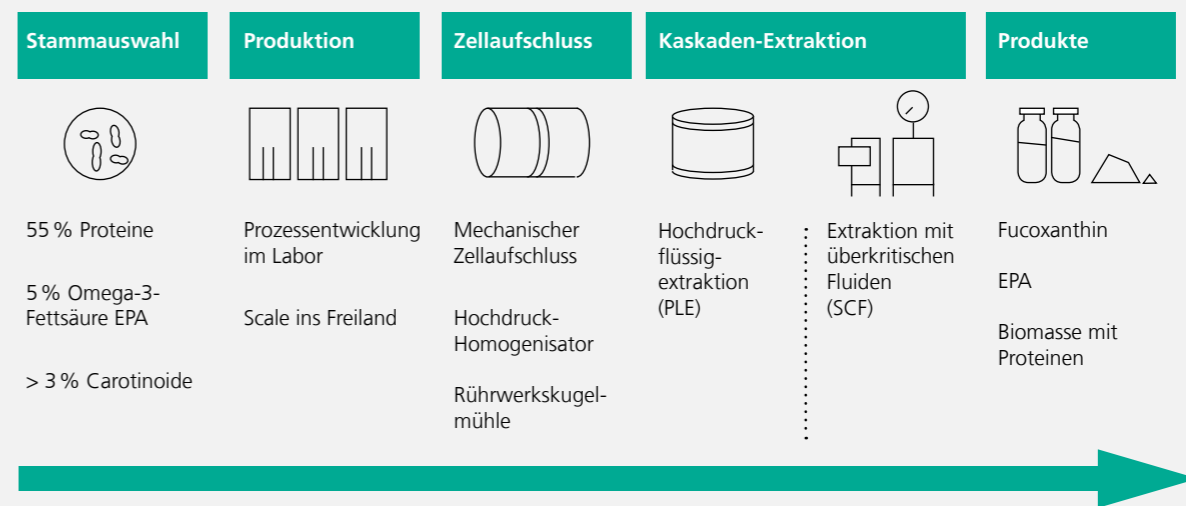 Stammauswahl
Produktion
Zellaufschluss
Kaskaden-Extraktion
Produkte
55 % Proteine
5 % Omega-3-
Fettsäure EPA
> 3 % Carotinoide
Prozessentwicklung
im Labor
Scale ins Freiland
Mechanischer
Zellaufschluss
Hochdruck-
Homogenisator
Rührwerkskugel-
mühle
Hochdruck-
flüssig-
extraktion
(PLE)
Extraktion mit
überkritischen
Fluiden
(SCF)
Fucoxanthin
EPA
Biomasse mit
Proteinen